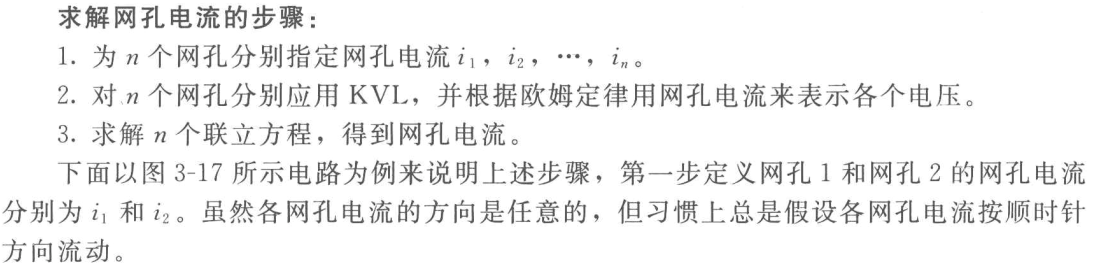 求解网孔电流的步骤：
1. 为 n 个网孔分别指定网孔电流 i₁，i₂，…，iₙ。
2. 对 n 个网孔分别应用 KVL，并根据欧姆定律用网孔电流来表示各个电压。
3. 求解 n 个联立方程，得到网孔电流。
下面以图 3-17 所示电路为例来说明上述步骤，第一步定义网孔 1 和网孔 2 的网孔电流
分别为 i₁ 和 i₂。虽然各网孔电流的方向是任意的，但习惯上总是假设各网孔电流按顺时针
方向流动。